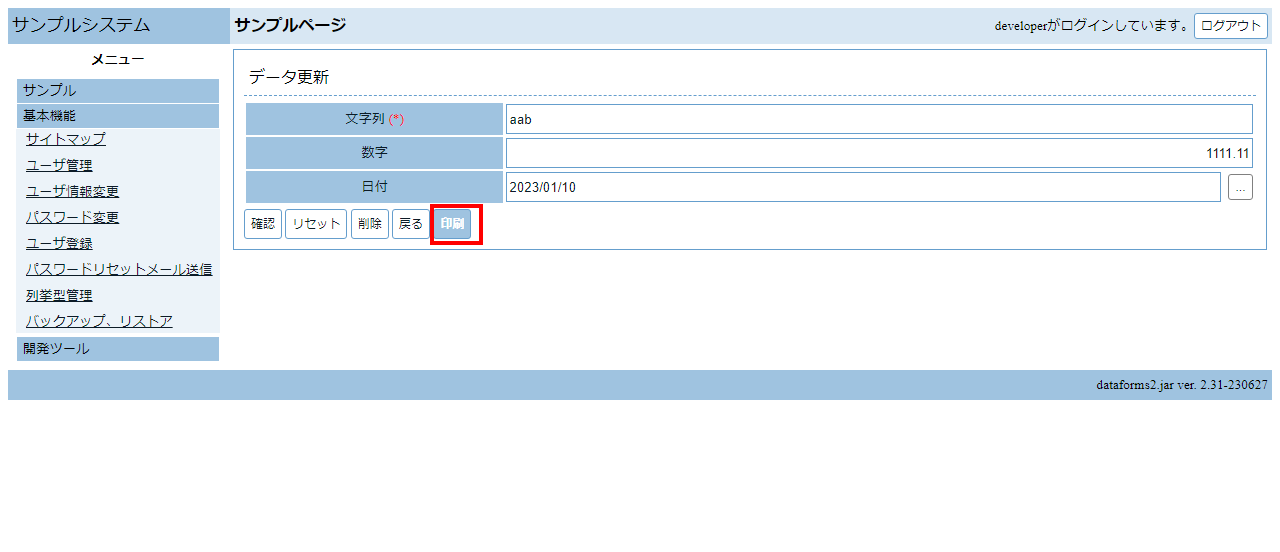 サンプルシステム
サンプルページ
developerがログインしています。 ログアウト
メニュー
サンプル
基本機能
サイトマップ
ユーザ管理
ユーザ情報変更
パスワード変更
ユーザ登録
パスワードリセットメール送信
列挙型管理
バックアップ、リストア
開発ツール
データ更新
文字列 (*) aab
数字 1111.11
日付 2023/01/10 ...
確認 リセット 削除 戻る 印刷
dataforms2.jar ver. 2.31-230627